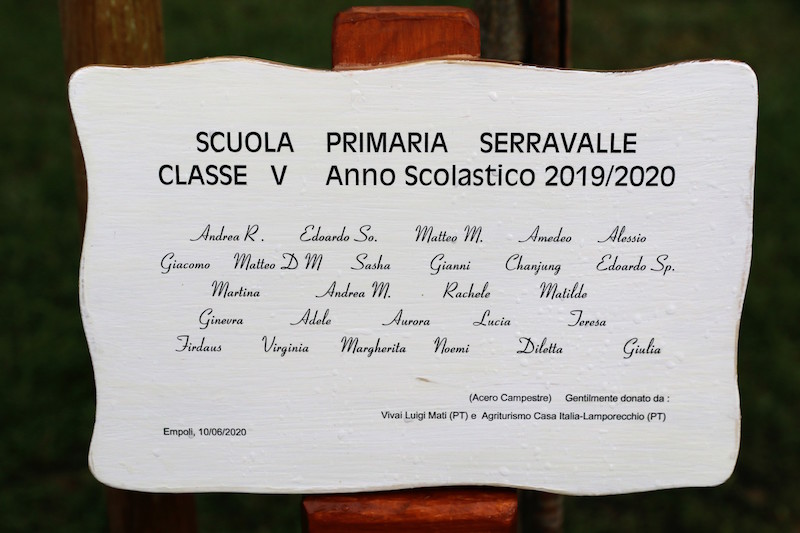 SCUOLA PRIMARIA SERRAVALLE
CLASSE V Anno Scolastico 2019/2020
Andrea R. Edoardo So. Matteo M. Amedeo Alessio
Giacomo Matteo D M Sasha Gianni Chanjung Edoardo Sp.
Martina Andrea M. Rachele Matilde
Ginevra Adele Aurora Lucia Teresa
Firdaus Virginia Margherita Noemi Diletta Giulia
(Acero Campestre) Gentilmente donato da :
Vivai Luigi Mati (PT) e Agriturismo Casa Italia-Lamporecchio (PT)
Empoli, 10/06/2020